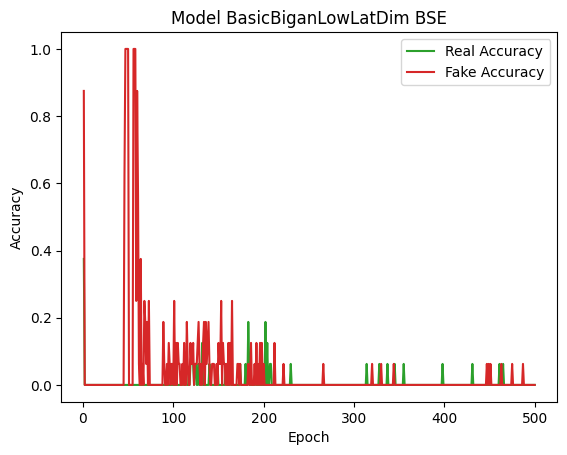 Model BasicBiganLowLatDim BSE
Real Accuracy
Fake Accuracy
Accuracy
1.0
0.8
0.6
0.4
0.2
0.0
0
100
200
300
400
500
Epoch